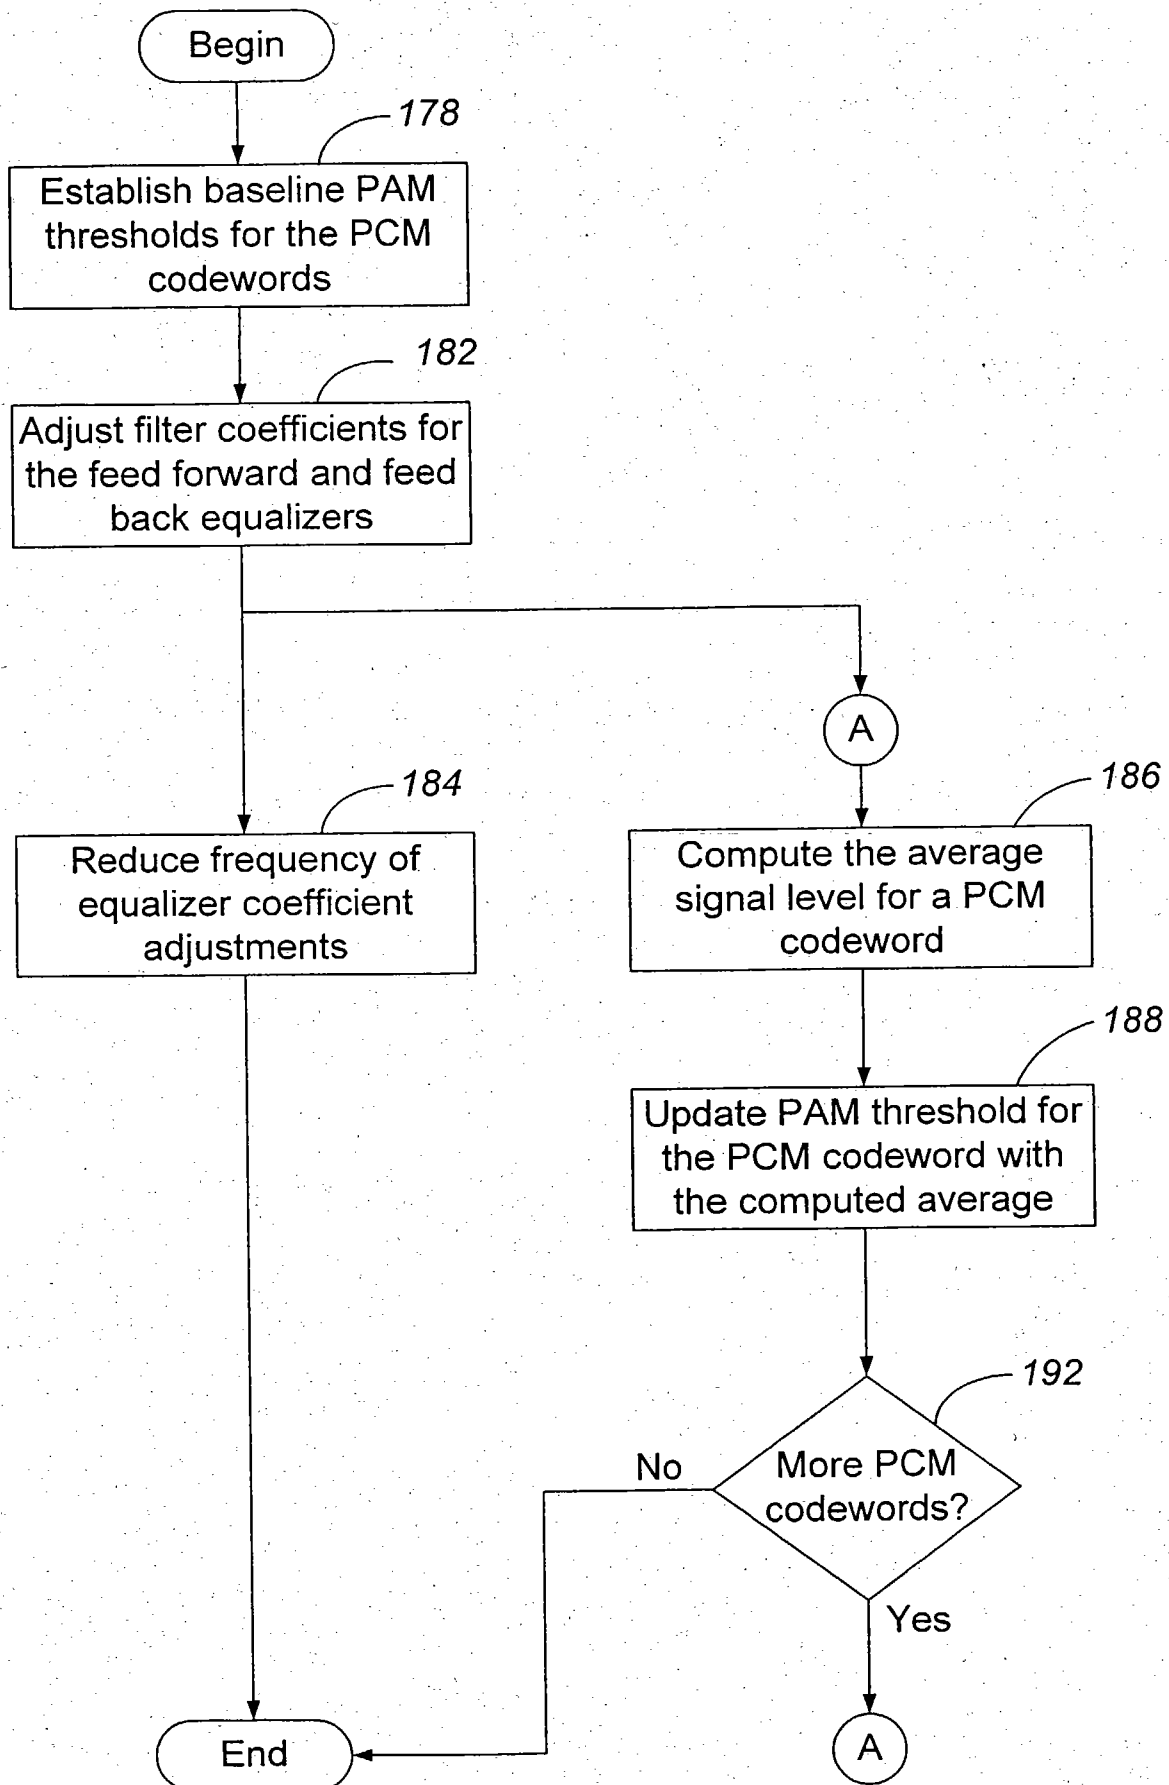 Begin
178
Establish baseline PAM
thresholds for the PCM
codewords
182
Adjust filter coefficients for
the feed forward and feed
back equalizers
A
184
Reduce frequency of
equalizer coefficient
adjustments
186
Compute the average
signal level for a PCM
codeword
188
Update PAM threshold for
the PCM codeword with
the computed average
192
More PCM
codewords?
No
Yes
End
A